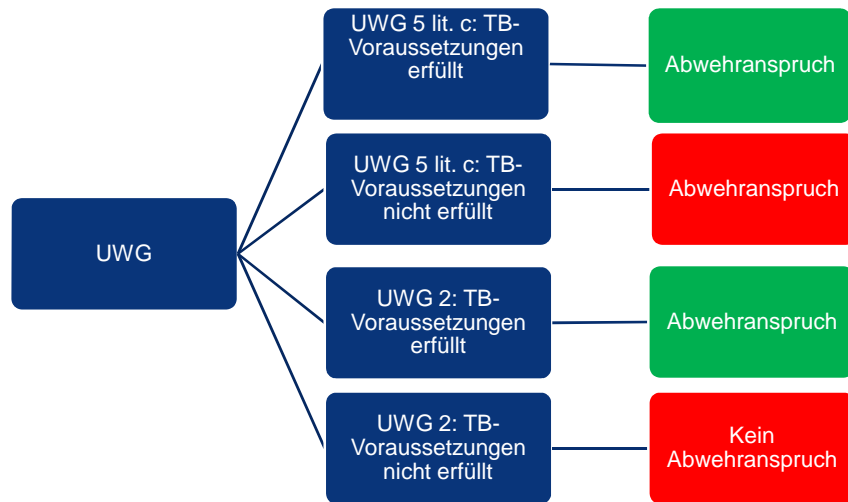 UWG
UWG 5 lit. c: TB-
Voraussetzungen
erfüllt
Abwehranspruch
UWG 5 lit. c: TB-
Voraussetzungen
nicht erfüllt
Abwehranspruch
UWG 2: TB-
Voraussetzungen
erfüllt
Abwehranspruch
UWG 2: TB-
Voraussetzungen
nicht erfüllt
Kein
Abwehranspruch